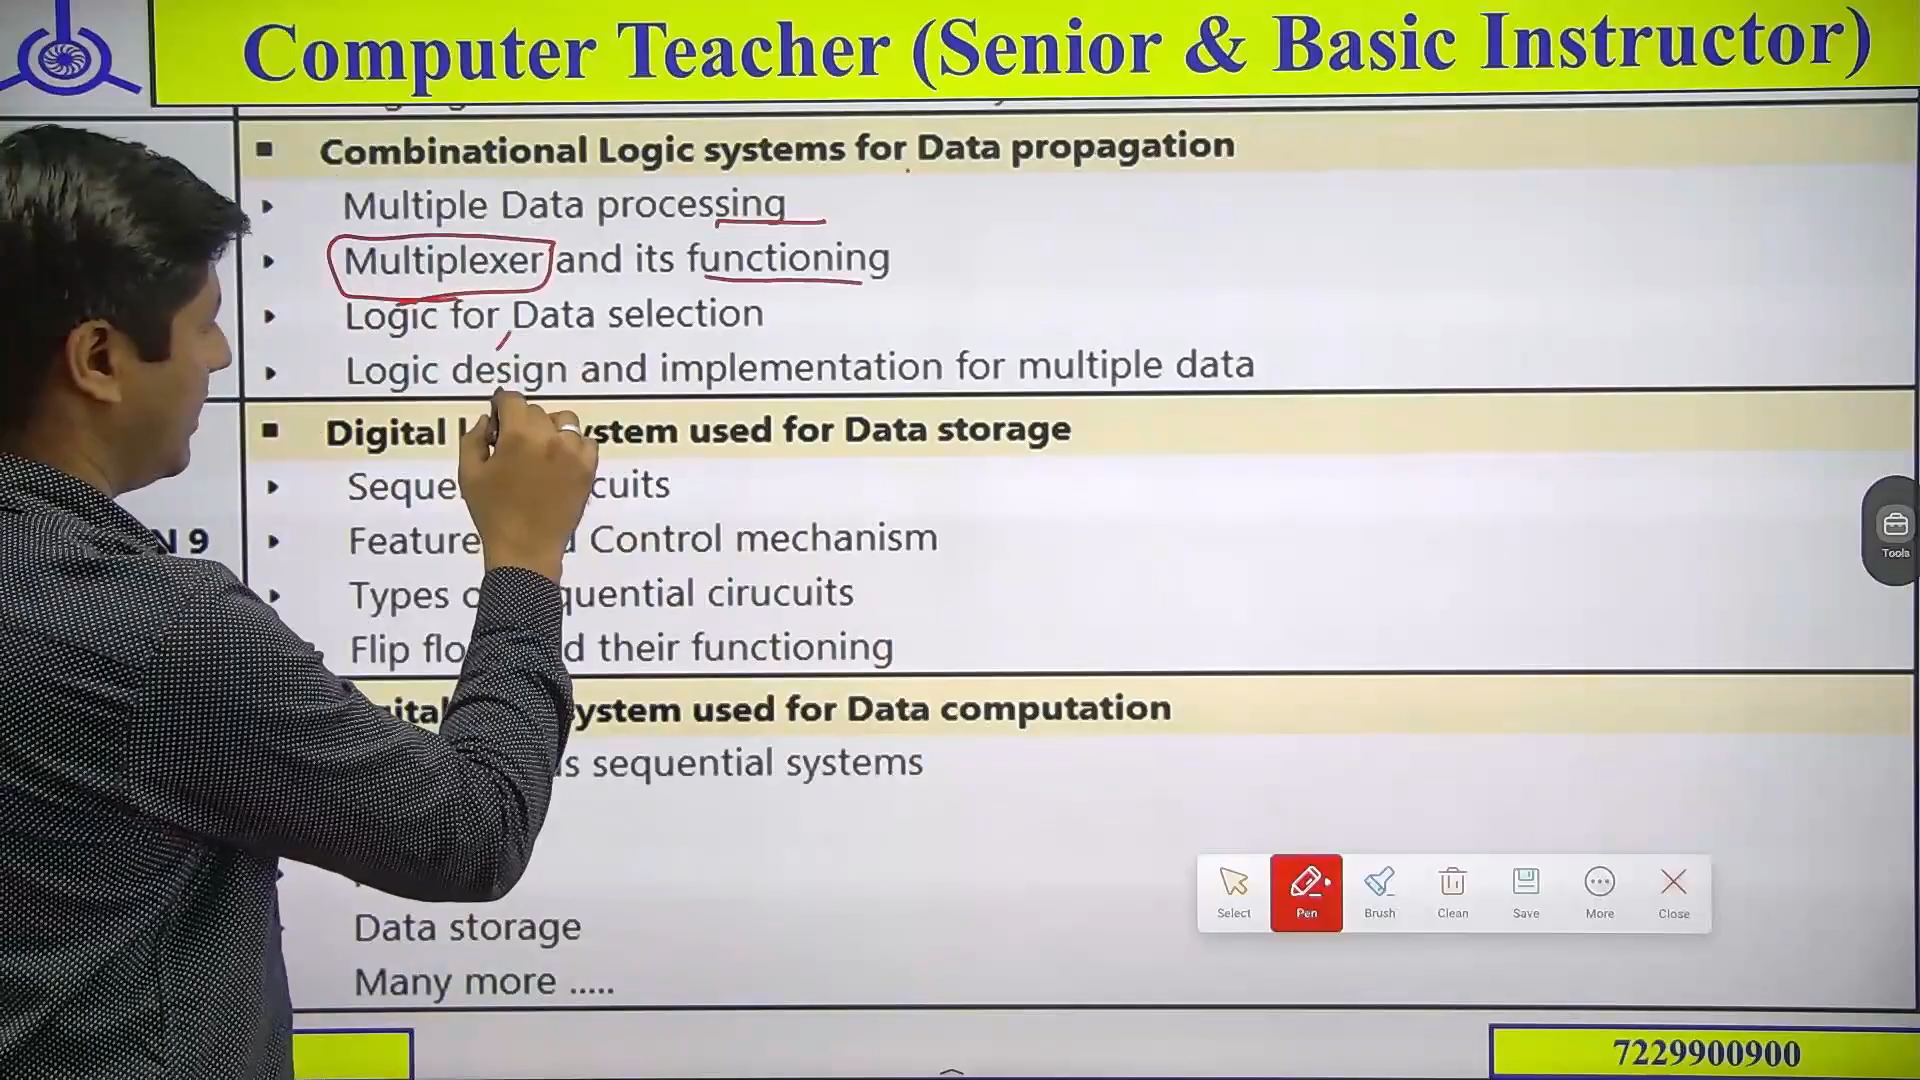 Computer Teacher (Senior & Basic Instructor)
Combinational Logic systems for Data propagation
Multiple Data processing
Multiplexer and its functioning
Logic for Data selection
Logic design and implementation for multiple data
Digital stem used for Data storage
Seque cuits
N 9
Feature Control mechanism
Types quential cirucuits
Flip flo d their functioning
ital ystem used for Data computation
s sequential systems
Data storage
Many more .....
Tools
Select
Pen
Brush
Clean
Save
More
Close
7229900900